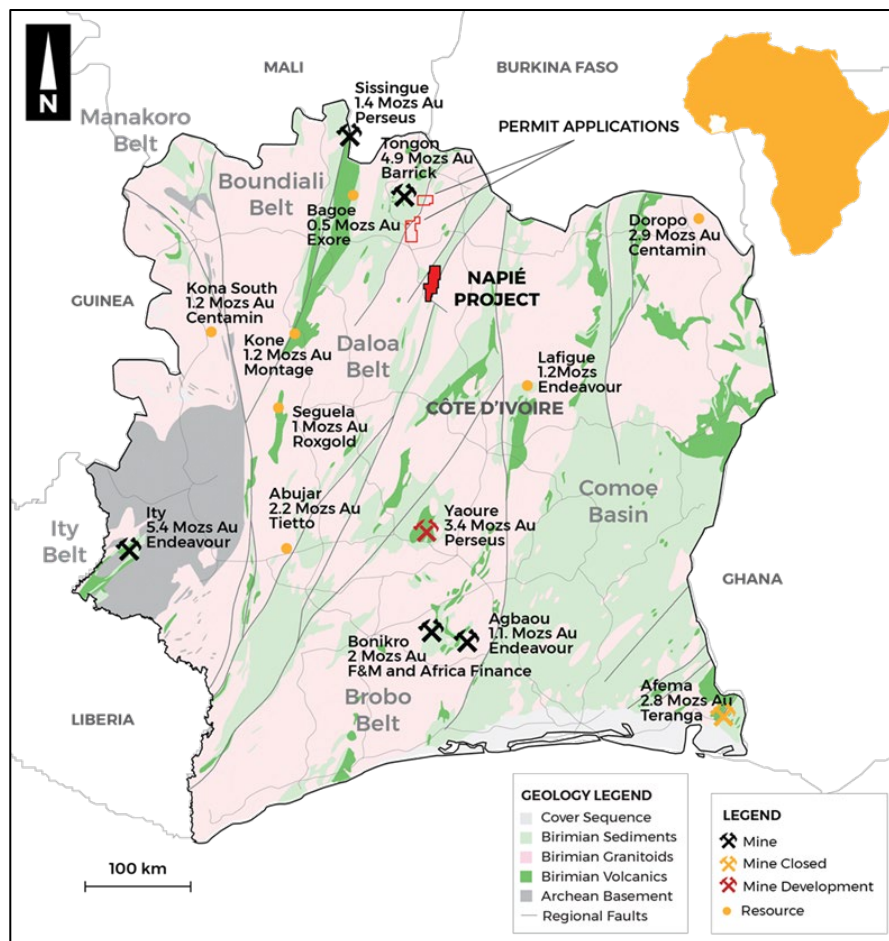 MALI
BURKINA FASO
N
Sissingue
1.4 Mozs Au
Perseus
Manakoro
Belt
PERMIT APPLICATIONS
Tongon
4.9 Mozs Au
Barrick
Boundiali
Belt
Bagoe
0.5 Mozs Au
Exore
Doropo
2.9 Mozs Au
Centamin
NAPIÉ
PROJECT
Kona South
1.2 Mozs Au
Centamin
GUINEA
Kone
1.2 Mozs Au
Montage
Daloa
Belt
Lafigue
1.2Mozs
Endeavour
CÔTE D'IVOIRE
Seguela
1 Mozs Au
Roxgold
Comoe
Basin
Abujar
2.2 Mozs Au
Tietto
Yaoure
3.4 Mozs Au
Perseus
Ity
5.4 Mozs Au
Endeavour
Ity
Belt
GHANA
Agbaou
1.1. Mozs Au
Endeavour
Bonikro
2 Mozs Au
F&M and Africa Finance
Afema
2.8 Mozs Au
Teranga
Brobo
Belt
LIBERIA
100 km
GEOLOGY LEGEND
Cover Sequence
Birimian Sediments
Birimian Granitoids
Birimian Volcanics
Archean Basement
Regional Faults
LEGEND
Mine
Mine Closed
Mine Development
Resource